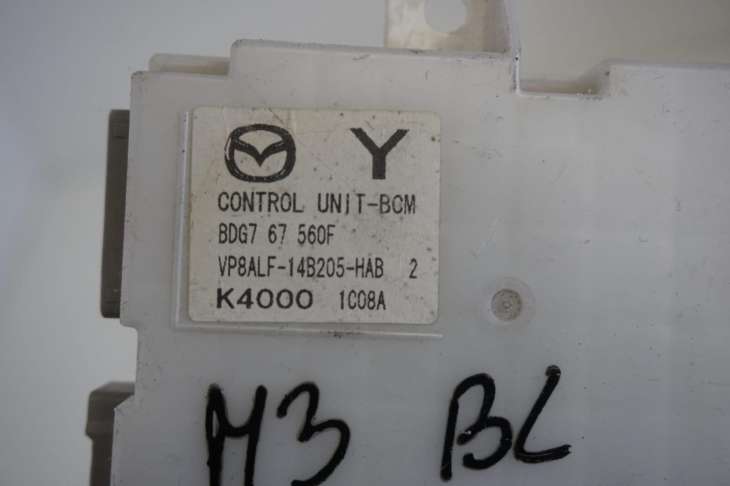 Y
CONTROL UNIT-BCM
BDG7 67 560F
VP8ALF-14B205-HAB 2
K4000 1C08A
M3 BL